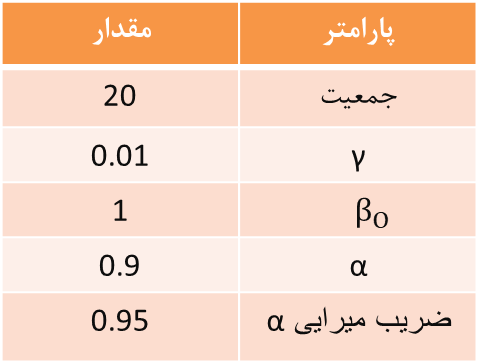 پارامتر مقدار
جمعیت 20
γ 0.01
β₀ 1
α 0.9
ضریب میرایی α 0.95